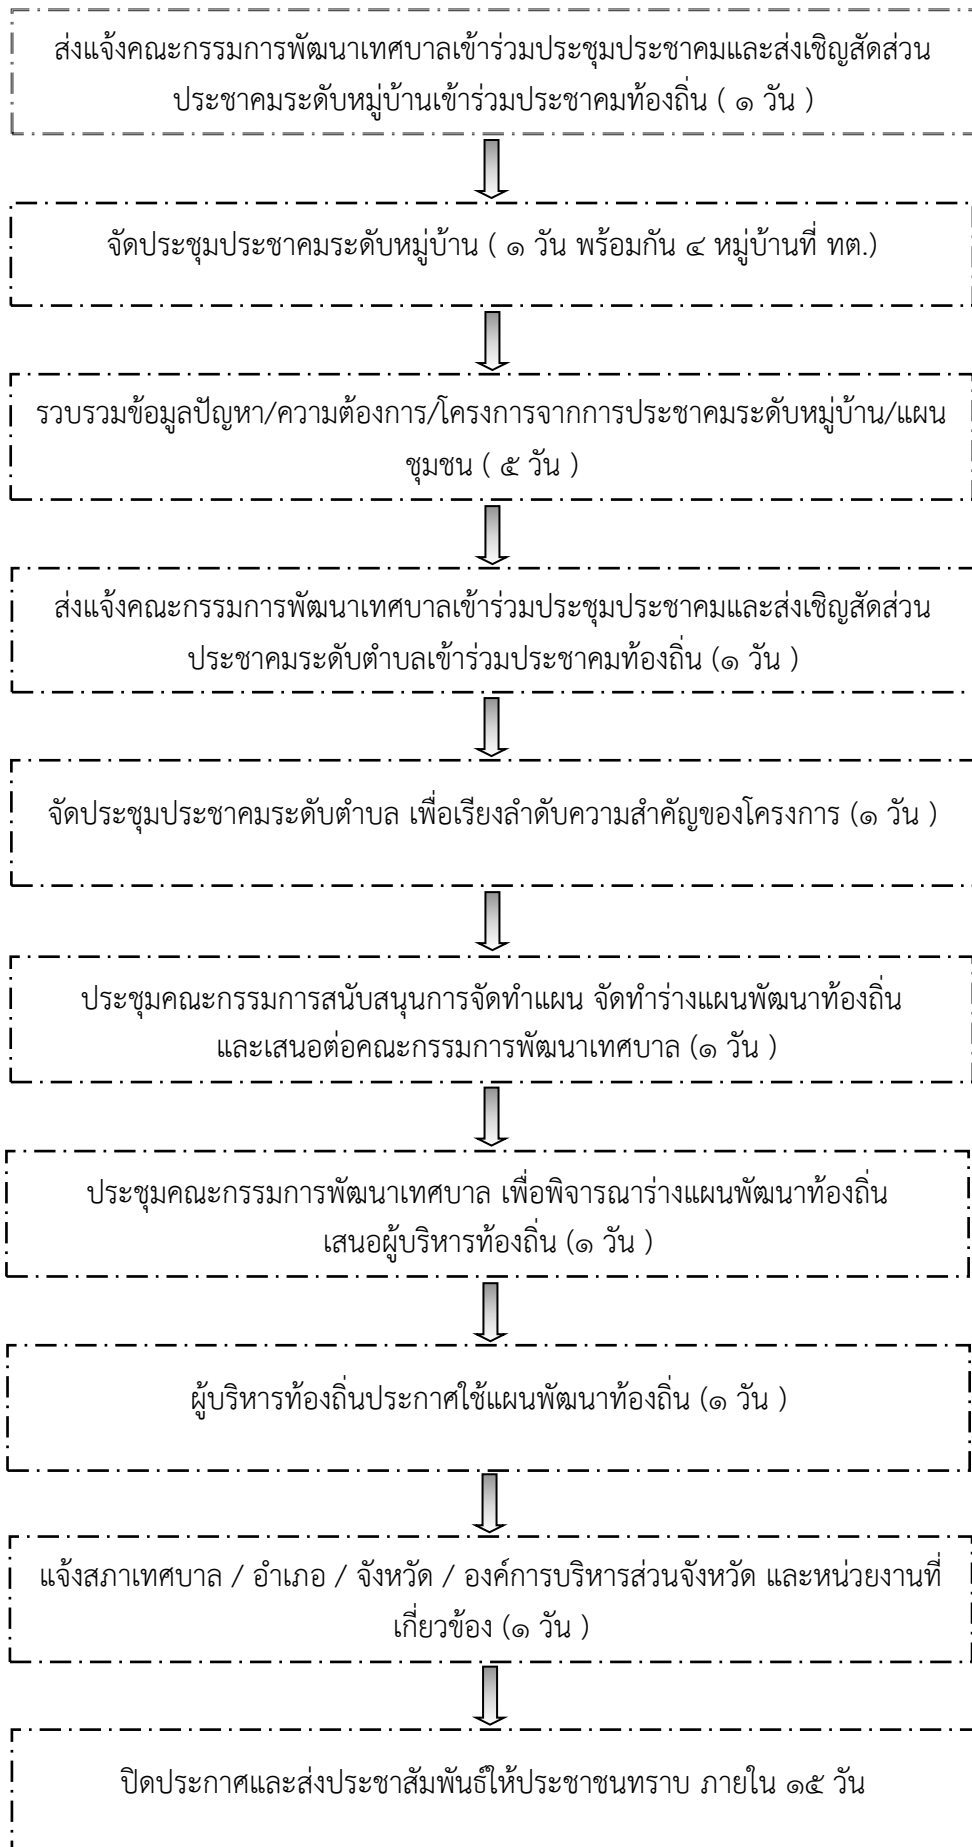 ส่งแจ้งคณะกรรมการพัฒนาเทศบาลเข้าร่วมประชุมประชาคมและส่งเชิญสัดส่วน
ประชาคมระดับหมู่บ้านเข้าร่วมประชาคมท้องถิ่น ( ๑ วัน )
จัดประชุมประชาคมระดับหมู่บ้าน ( ๑ วัน พร้อมกัน ๔ หมู่บ้านที่ ทต.)
รวบรวมข้อมูลปัญหา/ความต้องการ/โครงการจากการประชาคมระดับหมู่บ้าน/แผน
ชุมชน ( ๕ วัน )
ส่งแจ้งคณะกรรมการพัฒนาเทศบาลเข้าร่วมประชุมประชาคมและส่งเชิญสัดส่วน
ประชาคมระดับตำบลเข้าร่วมประชาคมท้องถิ่น (๑ วัน )
จัดประชุมประชาคมระดับตำบล เพื่อเรียงลำดับความสำคัญของโครงการ (๑ วัน )
ประชุมคณะกรรมการสนับสนุนการจัดทำแผน จัดทำร่างแผนพัฒนาท้องถิ่น
และเสนอต่อคณะกรรมการพัฒนาเทศบาล (๑ วัน )
ประชุมคณะกรรมการพัฒนาเทศบาล เพื่อพิจารณาร่างแผนพัฒนาท้องถิ่น
เสนอผู้บริหารท้องถิ่น (๑ วัน )
ผู้บริหารท้องถิ่นประกาศใช้แผนพัฒนาท้องถิ่น (๑ วัน )
แจ้งสภาเทศบาล / อำเภอ / จังหวัด / องค์การบริหารส่วนจังหวัด และหน่วยงานที่
เกี่ยวข้อง (๑ วัน )
ปิดประกาศและส่งประชาสัมพันธ์ให้ประชาชนทราบ ภายใน ๑๕ วัน